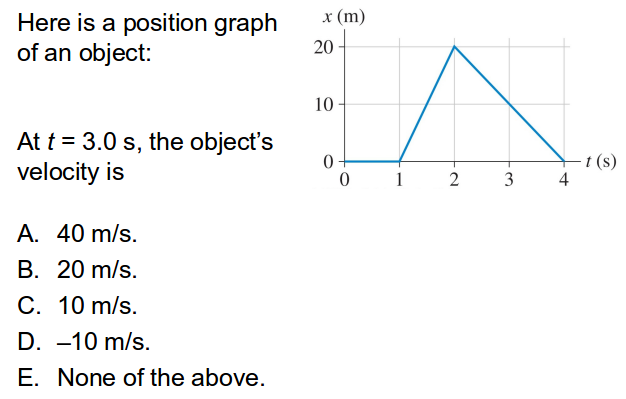 Here is a position graph
of an object:
At t = 3.0 s, the object’s
velocity is
A. 40 m/s.
B. 20 m/s.
C. 10 m/s.
D. –10 m/s.
E. None of the above.
x (m)
20
10
0
t (s)
0 1 2 3 4